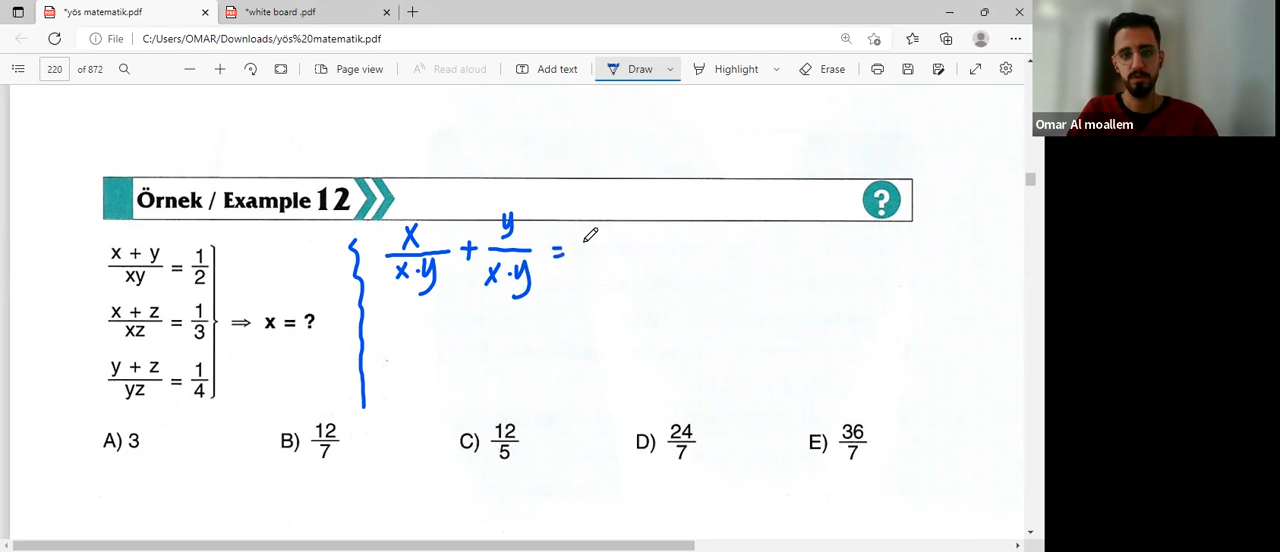 *yös matematik.pdf
*white board .pdf
File C:/Users/OMAR/Downloads/yös%20matematik.pdf
220 of 872 Page view Read aloud Add text Draw Highlight Erase
Omar Al moallem
Örnek / Example 12 ?
(x + y)/xy = 1/2
(x + z)/xz = 1/3 ⇒ x = ?
(y + z)/yz = 1/4
x/(x·y) + y/(x·y) =
A) 3 B) 12/7 C) 12/5 D) 24/7 E) 36/7